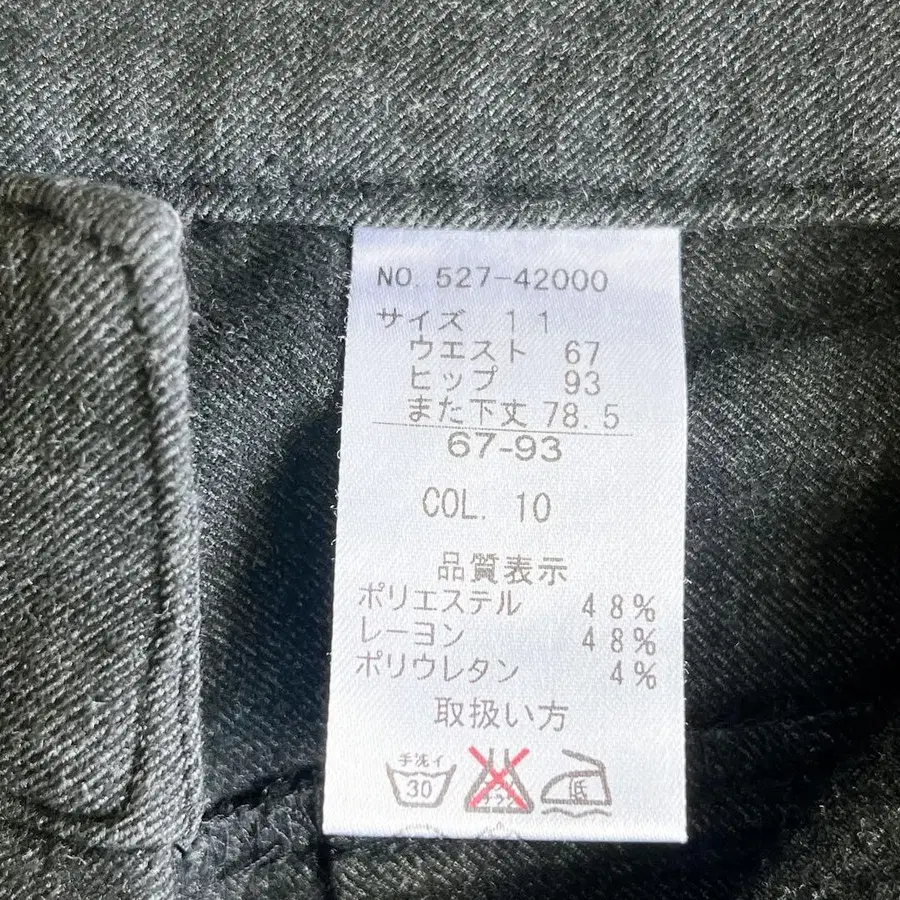 NO. 527-42000
サイズ 11
ウエスト 67
ヒップ 93
また下丈 78.5
67-93
COL. 10
品質表示
ポリエステル 48%
レーヨン 48%
ポリウレタン 4%
取扱い方
手洗イ
30
低